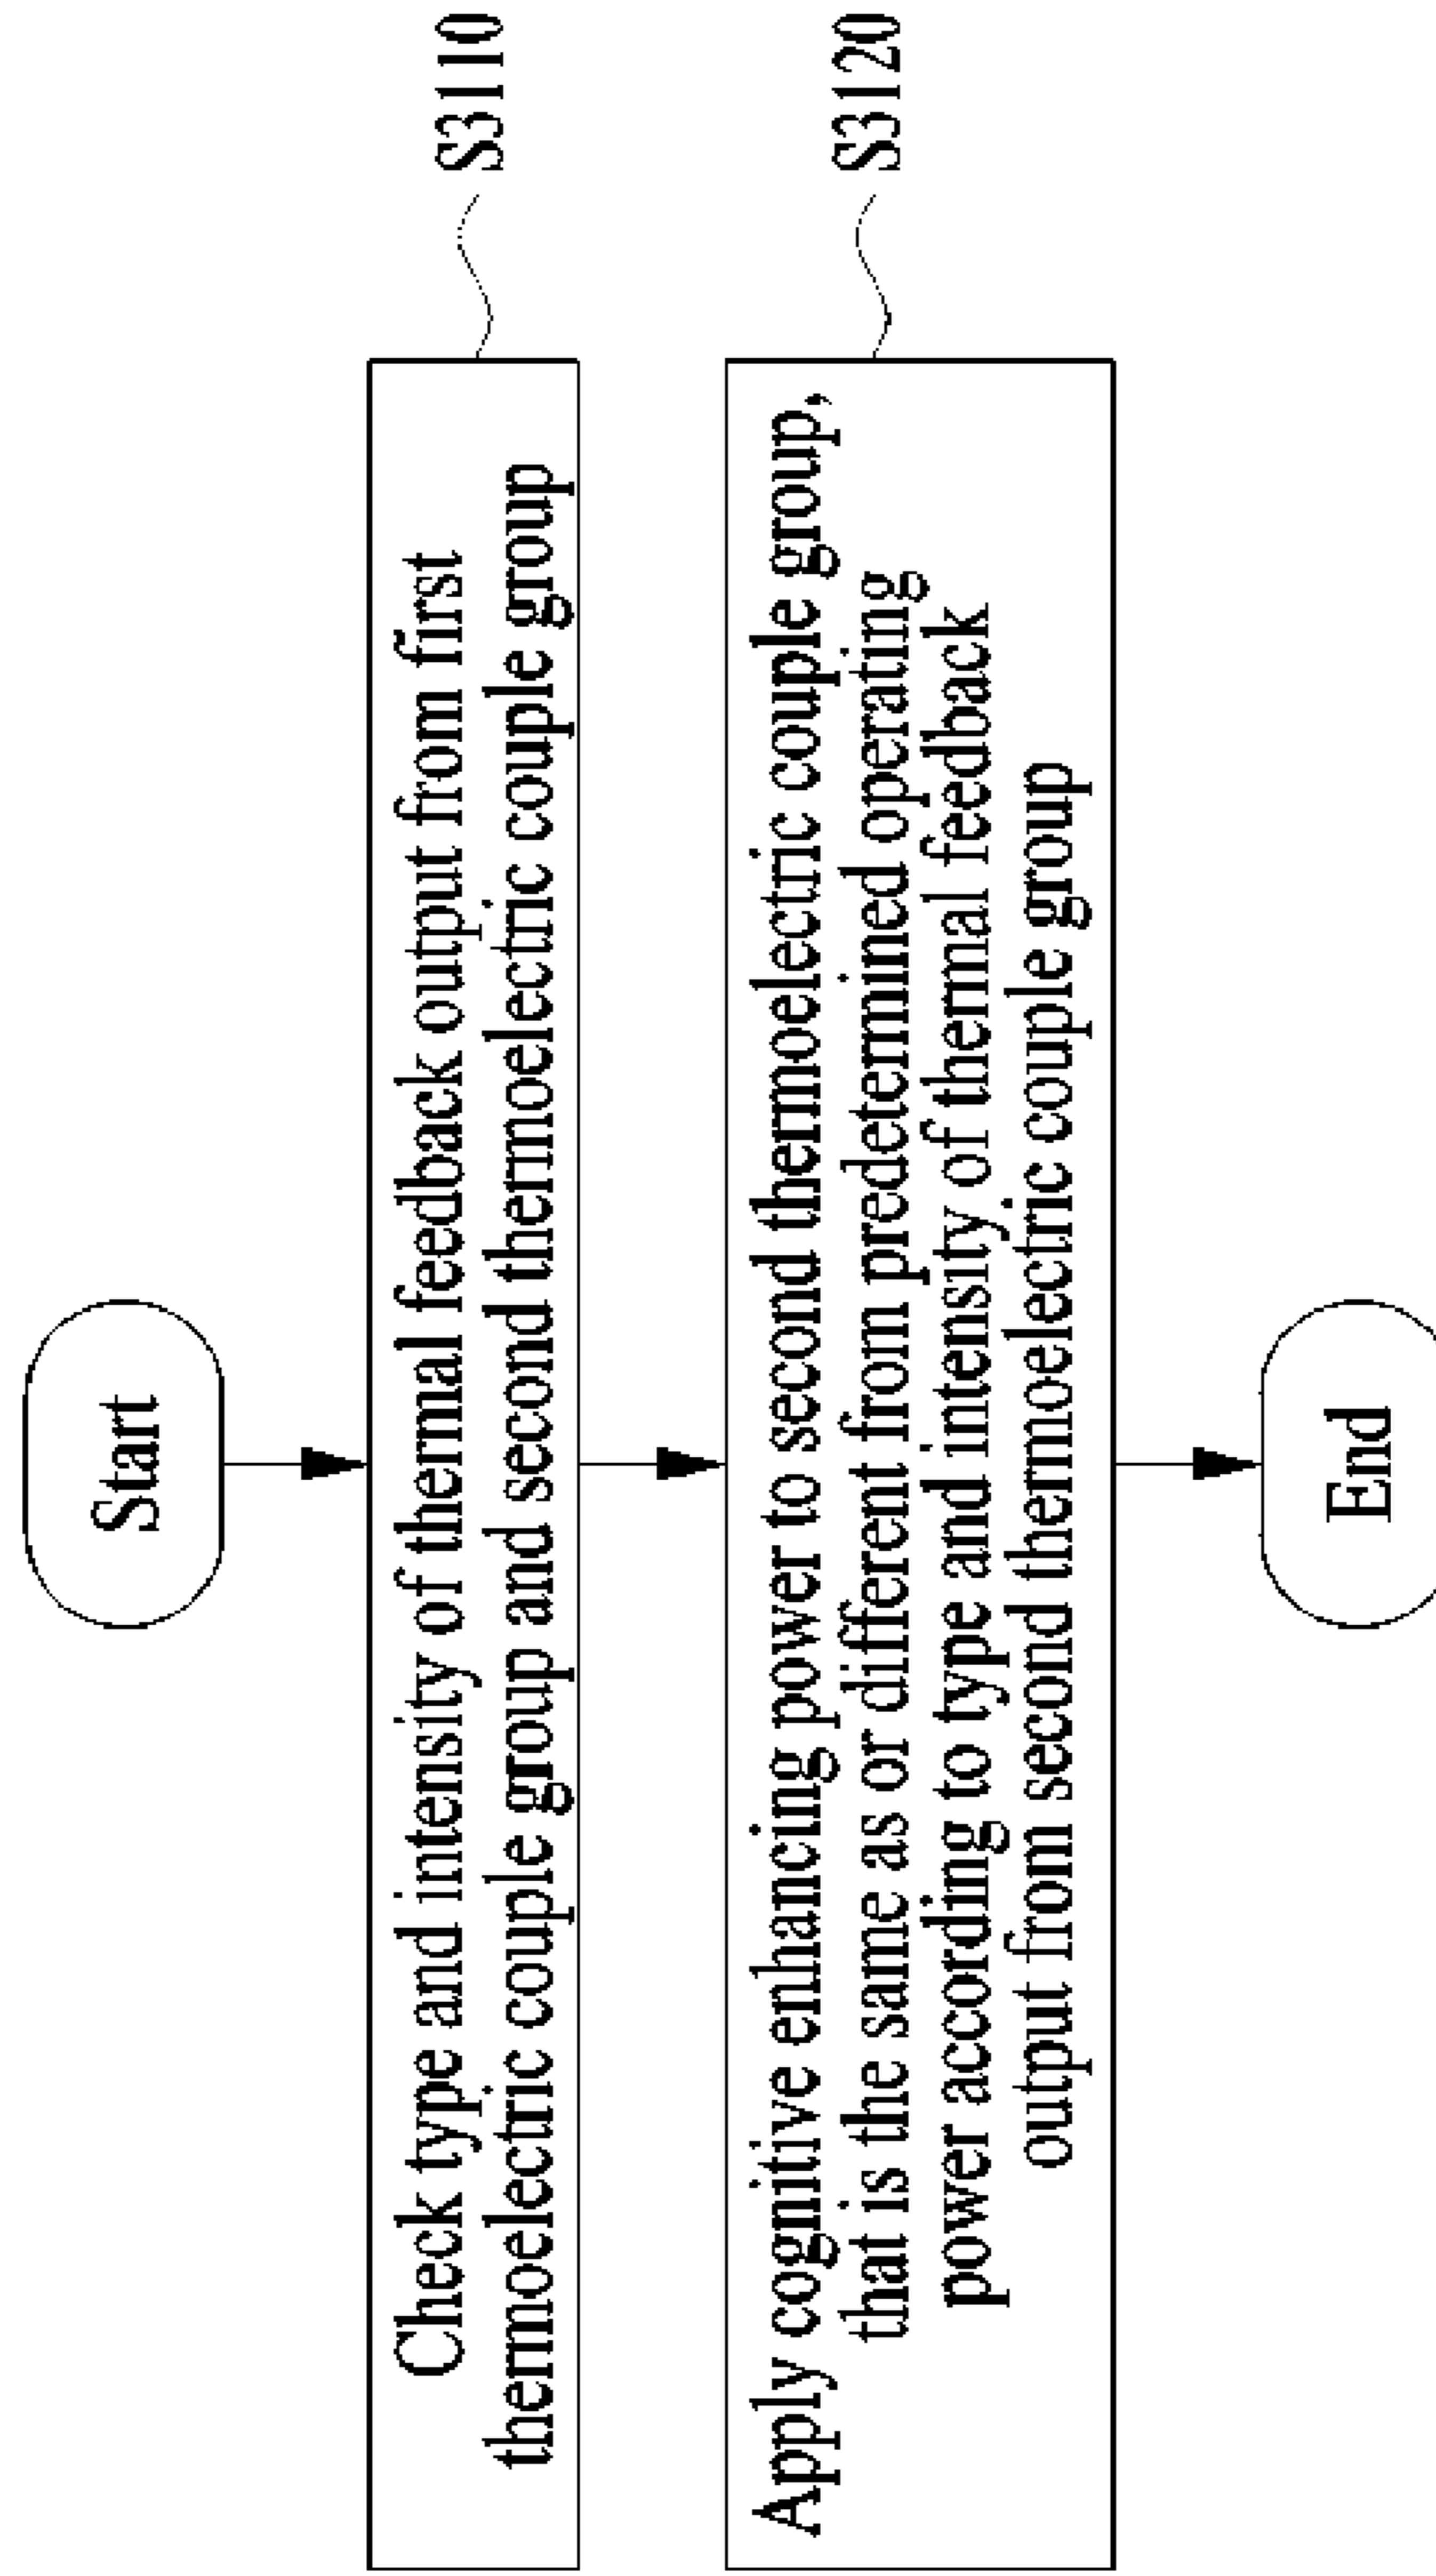 Start
Check type and intensity of thermal feedback output from first
thermoelectric couple group and second thermoelectric couple group
S3110
Apply cognitive enhancing power to second thermoelectric couple group,
that is the same as or different from predetermined operating
power according to type and intensity of thermal feedback
output from second thermoelectric couple group
S3120
End